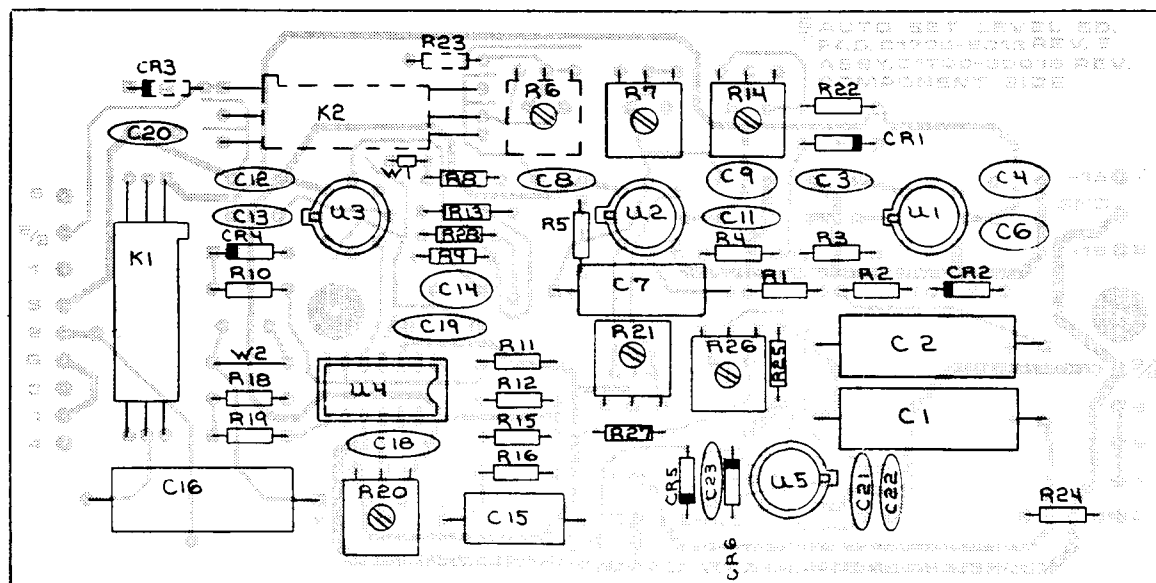 AUTO SET LEVEL BD.
COMPONENT SIDE
R23
CR3
K2
R6
R7
R14
R22
C20
CR1
W1
C12
R8
C8
C9
C3
C4
C13
U3
R13
R5
U2
C11
U1
C6
K1
CR4
R28
R9
R4
R3
R10
C14
C7
R1
R2
CR2
C19
R21
R26
R25
C2
W2
R11
R18
U4
R12
C1
R19
C18
R15
R27
R16
C16
R20
C15
CR5
C23
CR6
U5
C21
C22
R24